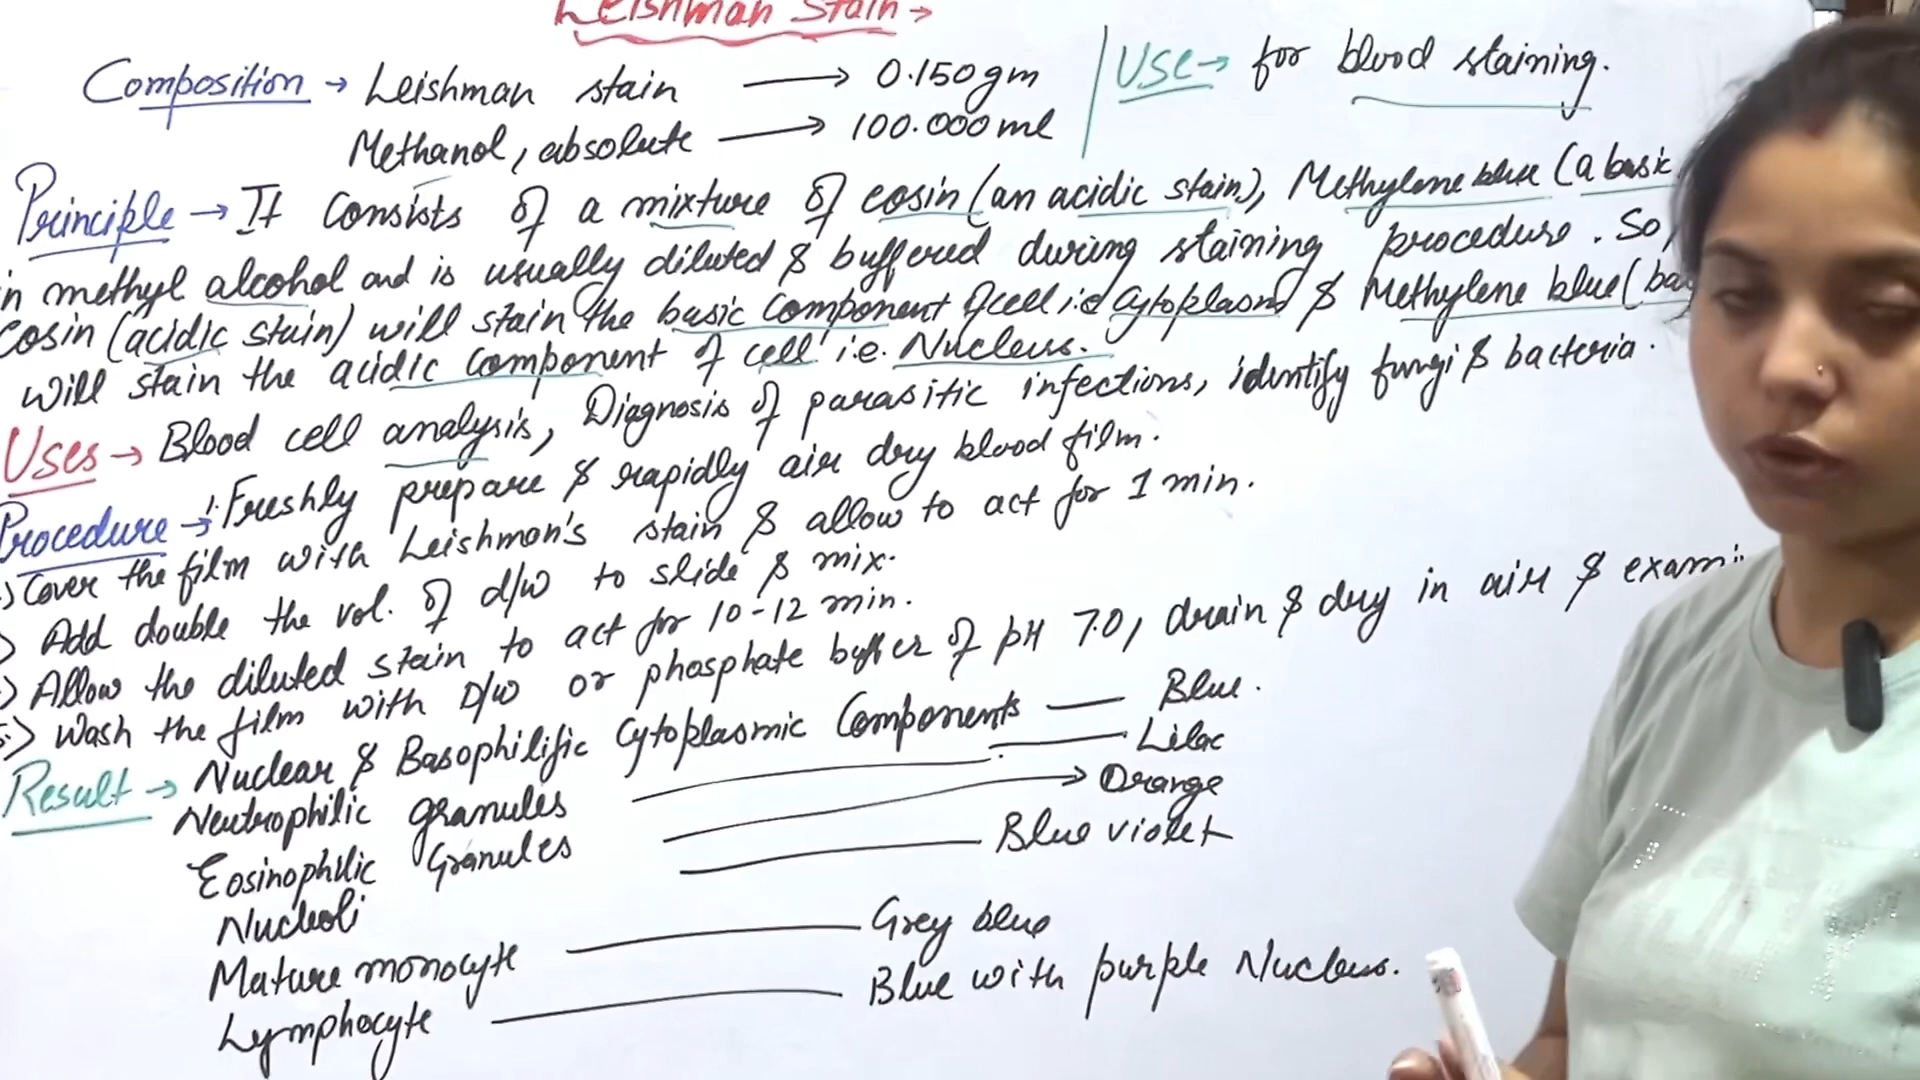 Leishman Stain →
Composition → Leishman stain → 0.150gm
Methanol, absolute → 100.000ml
Use → for blood staining.
Principle → It Consists of a mixture of eosin (an acidic stain), Methylene blue (a basic
in methyl alcohol and is usually diluted & buffered during staining procedure. So,
eosin (acidic stain) will stain the basic Component of cell i.e Cytoplasm & Methylene blue (ba
will stain the acidic component of cell i.e. Nucleus.
Uses → Blood cell analysis, Diagnosis of parasitic infections, identify fungi & bacteria.
Procedure → 1. Freshly prepare & rapidly air dry blood film.
Cover the film with Leishmon's stain & allow to act for 1 min.
Add double the vol. of d/w to slide & mix.
Allow the diluted stain to act for 10-12 min.
Wash the film with D/w or phosphate buffer of pH 7.0, drain & dry in air & exami
Result → Nuclear & Basophilific Cytoplasmic Components — Blue.
Neutrophilic granules — Lilac
Eosinophilic Granules → Orange
Nucleoli — Blue violet
Mature monocyte — Grey blue
Lymphocyte — Blue with purple Nucleus.